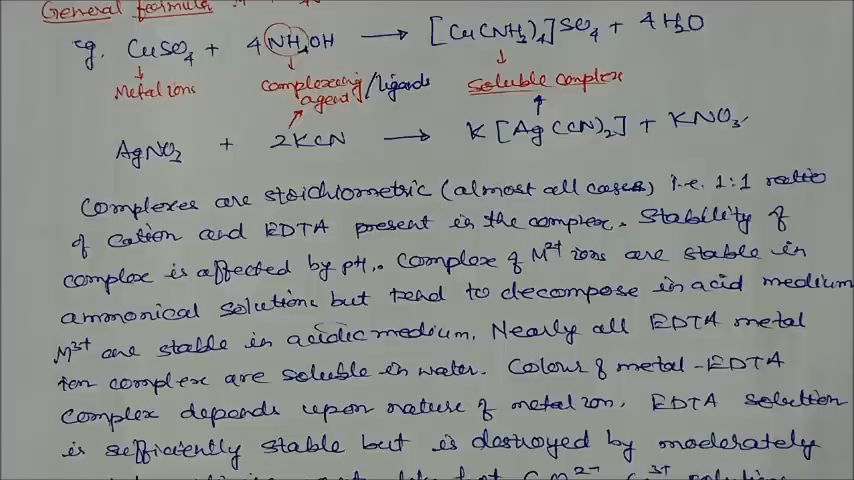 General formula
eg. CuSO4 + 4NH4OH → [Cu(NH3)4]SO4 + 4H2O
Metal ions complexing agent/ligands soluble complex
AgNO3 + 2KCN → K[Ag(CN)2] + KNO3.
Complexes are stoichiometric (almost all cases) i.e. 1:1 ratio
of cation and EDTA present in the complex. Stability of
complex is affected by pH. Complex of M2+ ions are stable in
ammonical solutions but tend to decompose in acid medium
M3+ are stable in acidic medium. Nearly all EDTA metal
ion complex are soluble in water. Colour of metal-EDTA
complex depends upon nature of metal ion. EDTA solution
is sufficiently stable but is destroyed by moderately